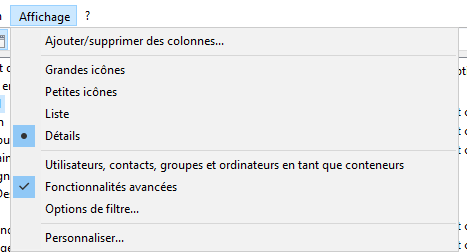 Affichage ?
Ajouter/supprimer des colonnes...
Grandes icônes
Petites icônes
Liste
Détails
Utilisateurs, contacts, groupes et ordinateurs en tant que conteneurs
Fonctionnalités avancées
Options de filtre...
Personnaliser...